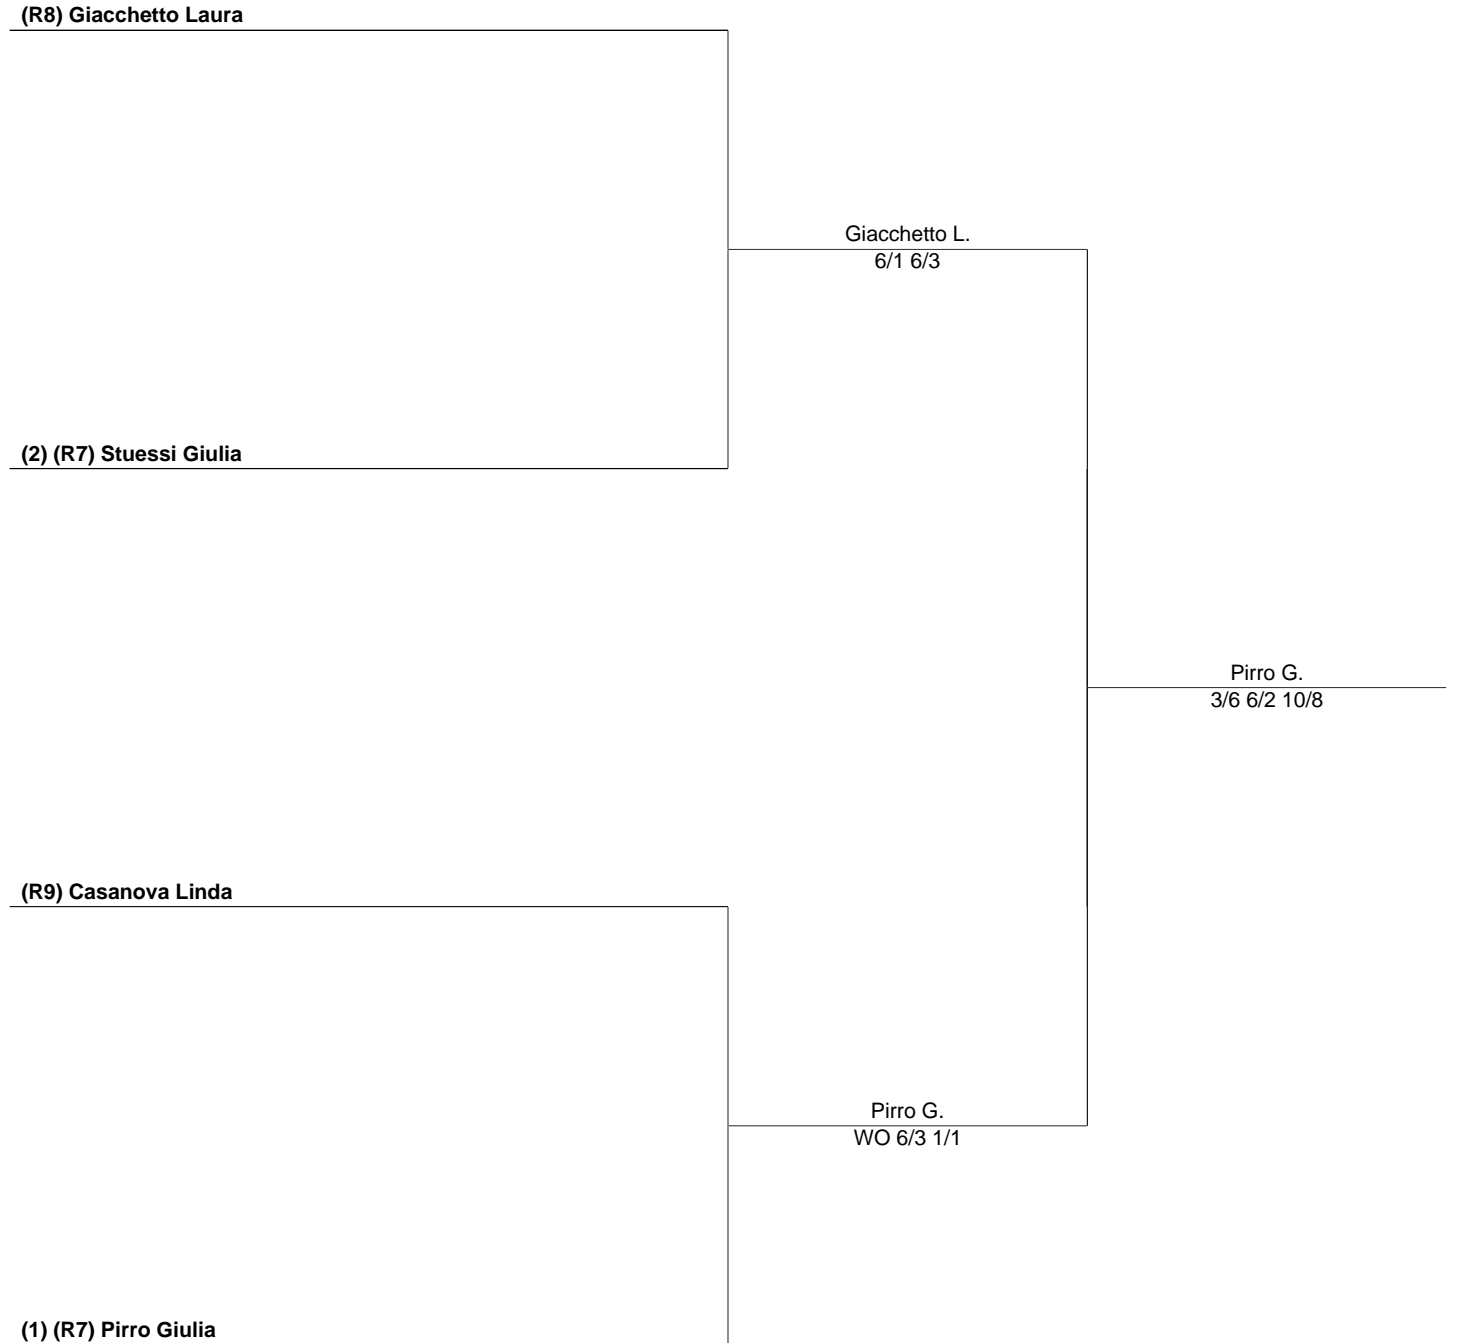 (R8) Giacchetto Laura
Giacchetto L.
6/1 6/3
(2) (R7) Stuessi Giulia
Pirro G.
3/6 6/2 10/8
(R9) Casanova Linda
Pirro G.
WO 6/3 1/1
(1) (R7) Pirro Giulia